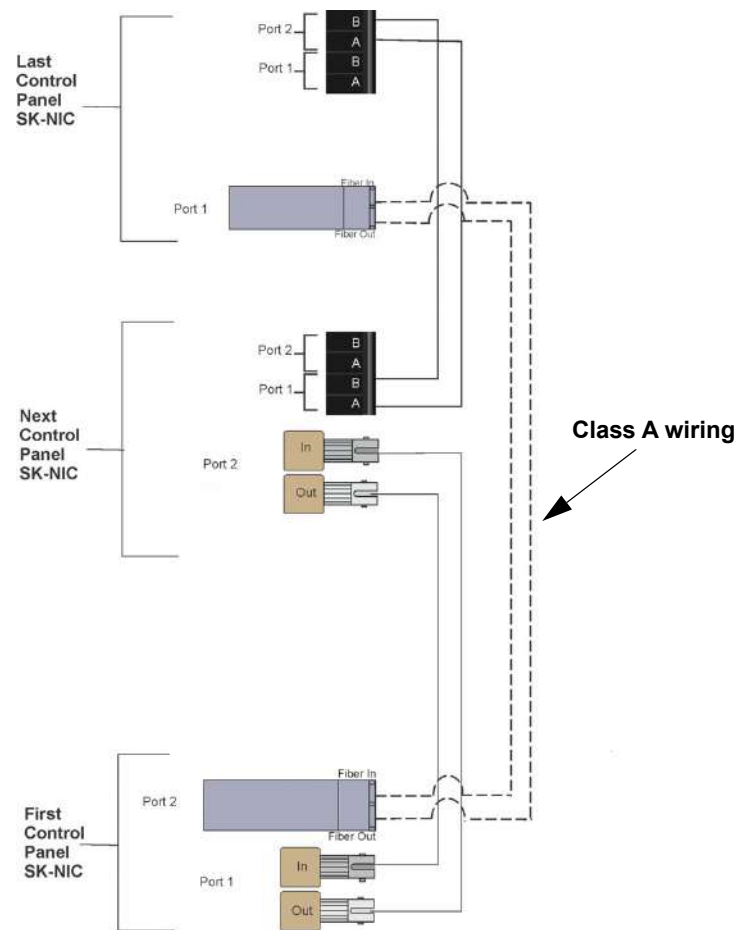 Last
Control
Panel
SK-NIC
Port 2
B
A
Port 1
B
A
Port 1
Fiber In
Fiber Out
Next
Control
Panel
SK-NIC
Port 2
B
A
Port 1
B
A
Port 2
In
Out
Class A wiring
First
Control
Panel
SK-NIC
Port 2
Fiber In
Fiber Out
Port 1
In
Out